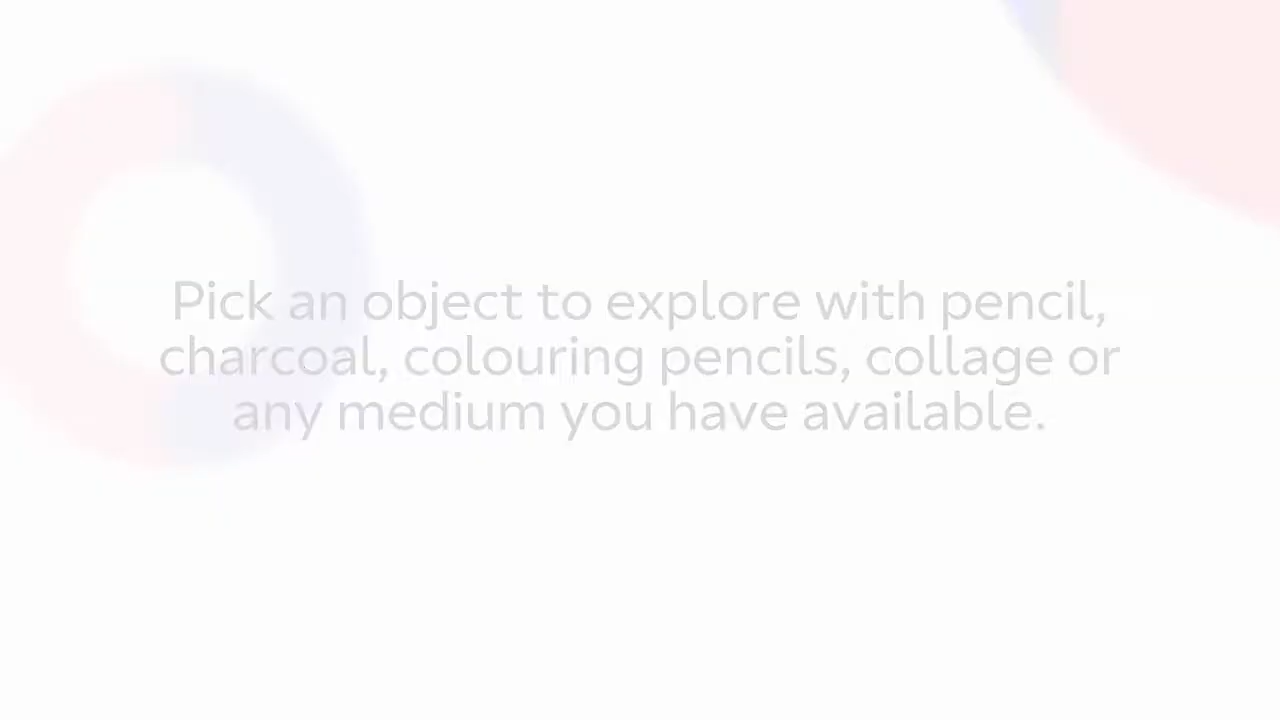 Pick an object to explore with pencil,
charcoal, colouring pencils, collage or
any medium you have available.